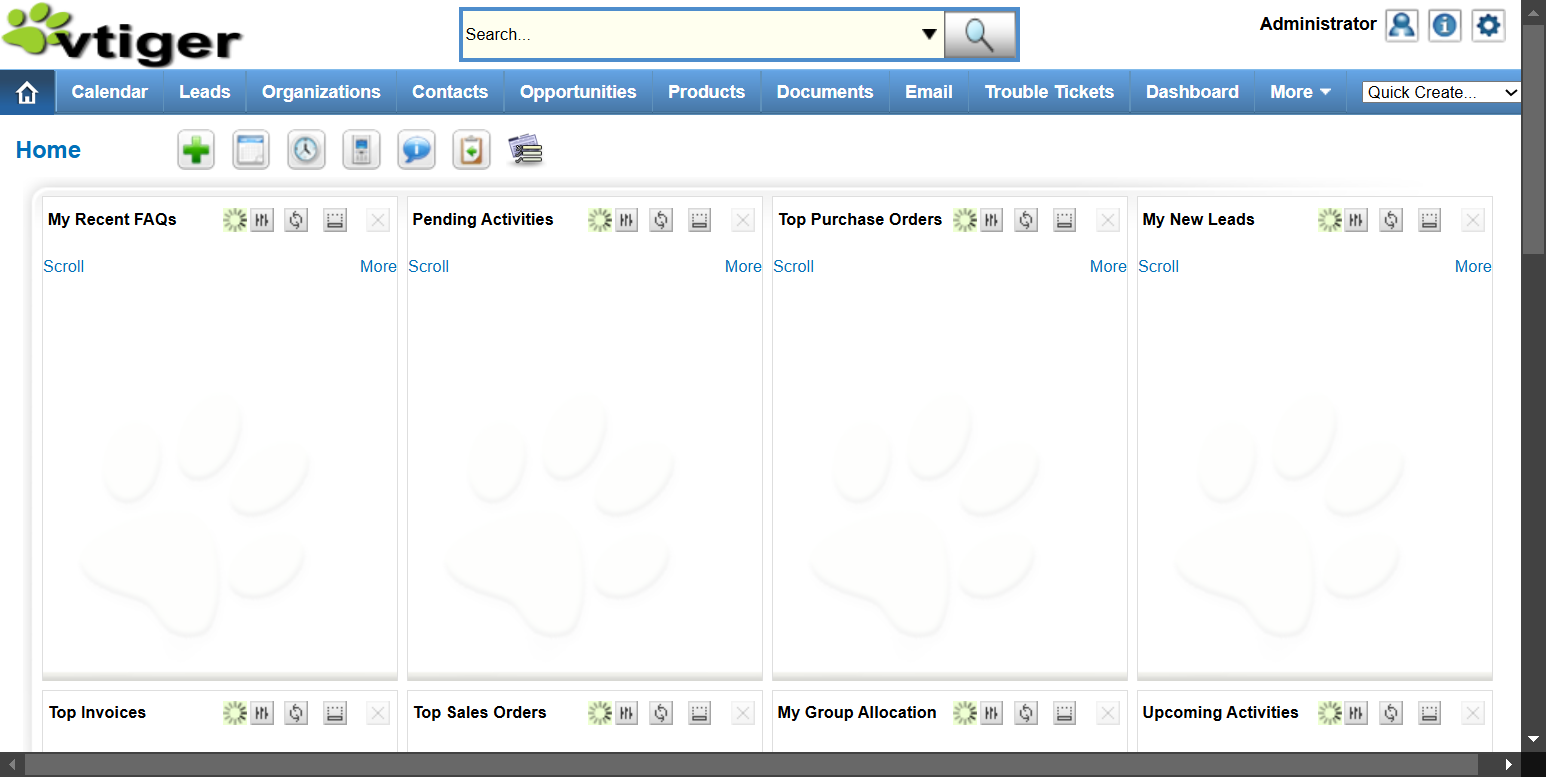 vtiger
Search...
Administrator
Calendar Leads Organizations Contacts Opportunities Products Documents Email Trouble Tickets Dashboard More Quick Create...
Home
My Recent FAQs Pending Activities Top Purchase Orders My New Leads
Scroll More Scroll More Scroll More Scroll More
Top Invoices Top Sales Orders My Group Allocation Upcoming Activities